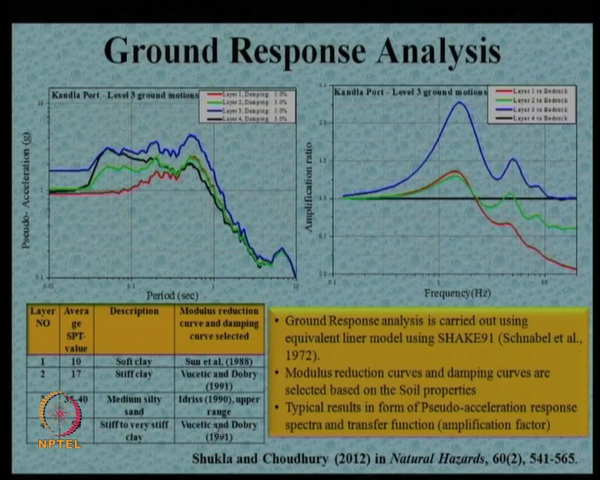 Ground Response Analysis
Kandla Port - Level 3 ground motions
Layer 1, Damping: 5.0%
Layer 2, Damping: 5.0%
Layer 3, Damping: 5.0%
Layer 4, Damping: 5.0%
Pseudo- Acceleration (g)
Period (sec)
Kandla Port - Level 3 ground motions
Layer 1 to Bedrock
Layer 2 to Bedrock
Layer 3 to Bedrock
Layer 4 to Bedrock
Amplification ratio
Frequency(Hz)
Layer NO
Avera
ge
SPT-
value
Description
Modulus reduction
curve and damping
curve selected
1 10 Soft clay Sun et al. (1988)
2 17 Stiff clay Vucetic and Dobry
(1991)
-40 Medium silty
sand
Idriss (1990), upper
range
Stiff to very stiff
clay
Vucetic and Dobry
(1991)
NPTEL
• Ground Response analysis is carried out using
equivalent liner model using SHAKE91 (Schnabel et al.,
1972).
• Modulus reduction curves and damping curves are
selected based on the Soil properties
• Typical results in form of Pseudo-acceleration response
spectra and transfer function (amplification factor)
Shukla and Choudhury (2012) in Natural Hazards, 60(2), 541-565.